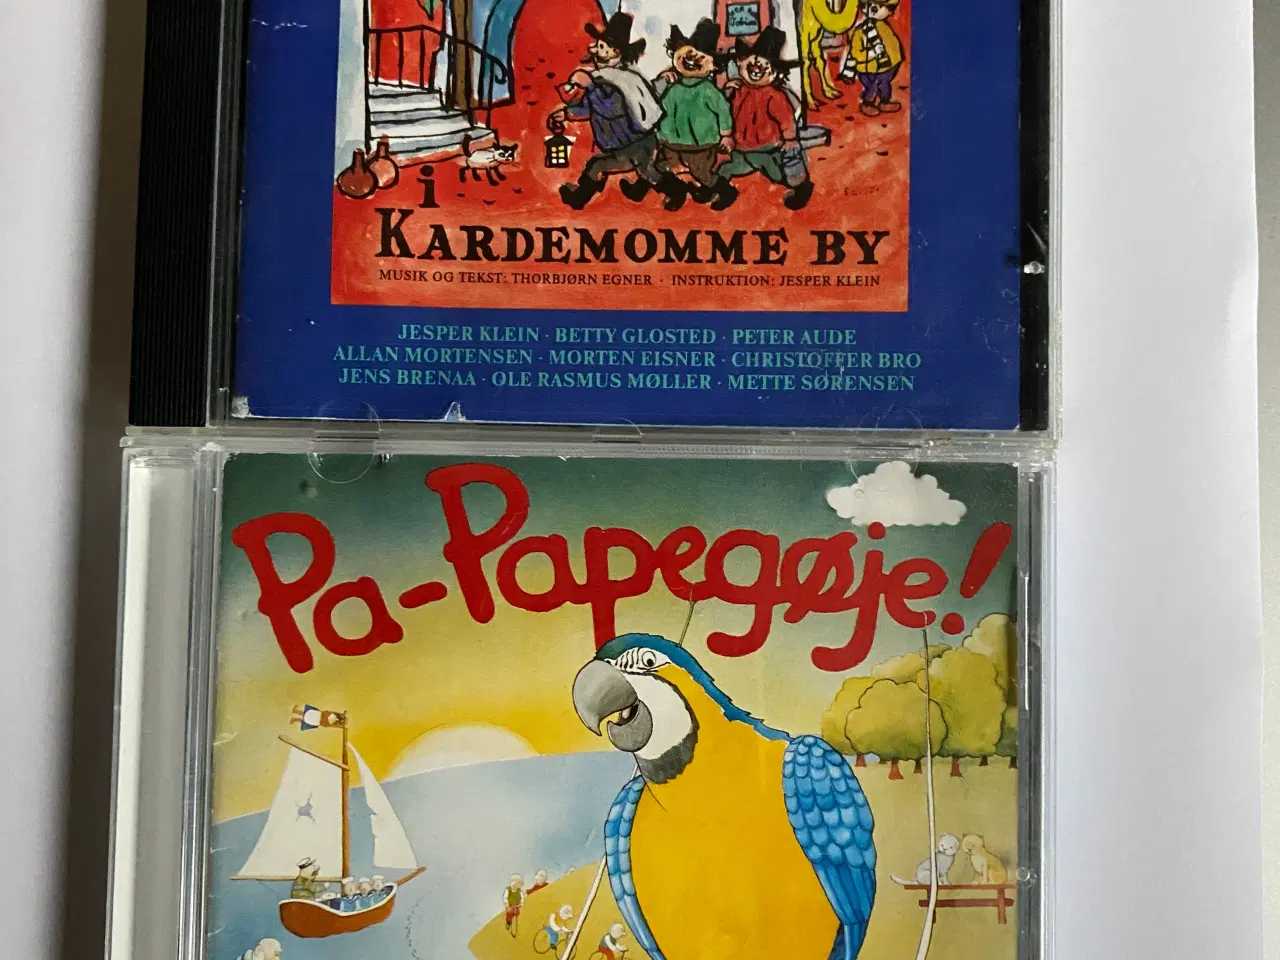 Tobias
i
KARDEMOMME BY
MUSIK OG TEKST: THORBJØRN EGNER · INSTRUKTION: JESPER KLEIN
JESPER KLEIN · BETTY GLOSTED · PETER AUDE
ALLAN MORTENSEN · MORTEN EISNER · CHRISTOFFER BRO
JENS BRENAA · OLE RASMUS MØLLER · METTE SØRENSEN
Pa-Papegøje!